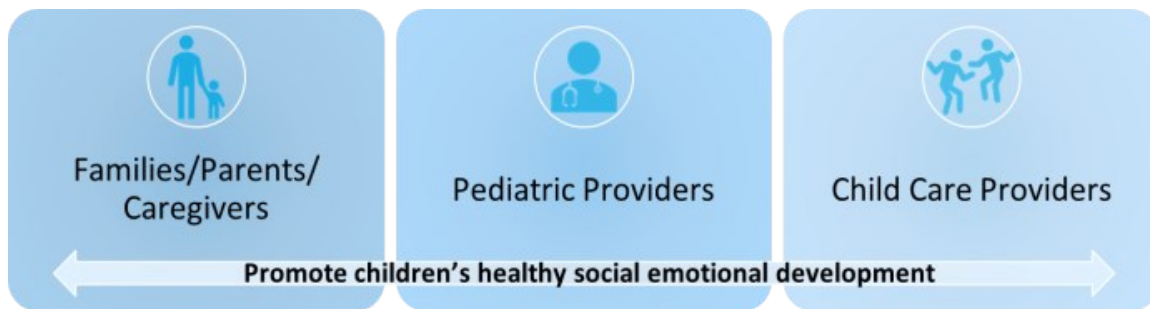 Families/Parents/
Caregivers
Pediatric Providers
Child Care Providers
Promote children’s healthy social emotional development